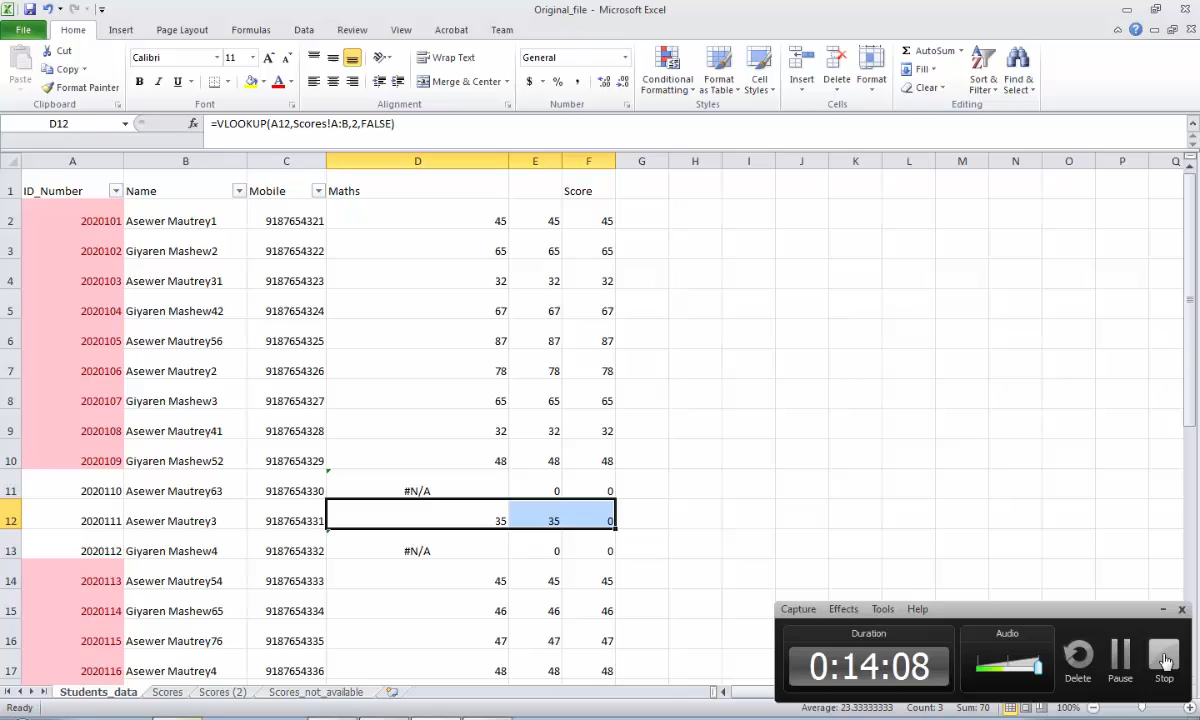 Original_file - Microsoft Excel
File Home Insert Page Layout Formulas Data Review View Acrobat Team
Paste
Cut
Copy
Format Painter
Clipboard
Calibri 11
B I U
Font
Wrap Text
Merge & Center
Alignment
General
$ % ,
Number
Conditional Formatting
Format as Table
Cell Styles
Styles
Insert Delete Format
Cells
Σ AutoSum
Fill
Clear
Sort & Filter
Find & Select
Editing
D12 fx =VLOOKUP(A12,Scores!A:B,2,FALSE)
A B C D E F G H I J K L M N O P Q
1 ID_Number Name Mobile Maths Score
2 2020101 Asewer Mautrey1 9187654321 45 45 45
3 2020102 Giyaren Mashew2 9187654322 65 65 65
4 2020103 Asewer Mautrey31 9187654323 32 32 32
5 2020104 Giyaren Mashew42 9187654324 67 67 67
6 2020105 Asewer Mautrey56 9187654325 87 87 87
7 2020106 Asewer Mautrey2 9187654326 78 78 78
8 2020107 Giyaren Mashew3 9187654327 65 65 65
9 2020108 Asewer Mautrey41 9187654328 32 32 32
10 2020109 Giyaren Mashew52 9187654329 48 48 48
11 2020110 Asewer Mautrey63 9187654330 #N/A 0 0
12 2020111 Asewer Mautrey3 9187654331 35 35 0
13 2020112 Giyaren Mashew4 9187654332 #N/A 0 0
14 2020113 Asewer Mautrey54 9187654333 45 45 45
15 2020114 Giyaren Mashew65 9187654334 46 46 46
16 2020115 Asewer Mautrey76 9187654335 47 47 47
17 2020116 Asewer Mautrey4 9187654336 48 48 48
Capture Effects Tools Help
Duration
0:14:08
Audio
Delete Pause Stop
Students_data Scores Scores (2) Scores_not_available
Ready Average: 23.33333333 Count: 3 Sum: 70 100%